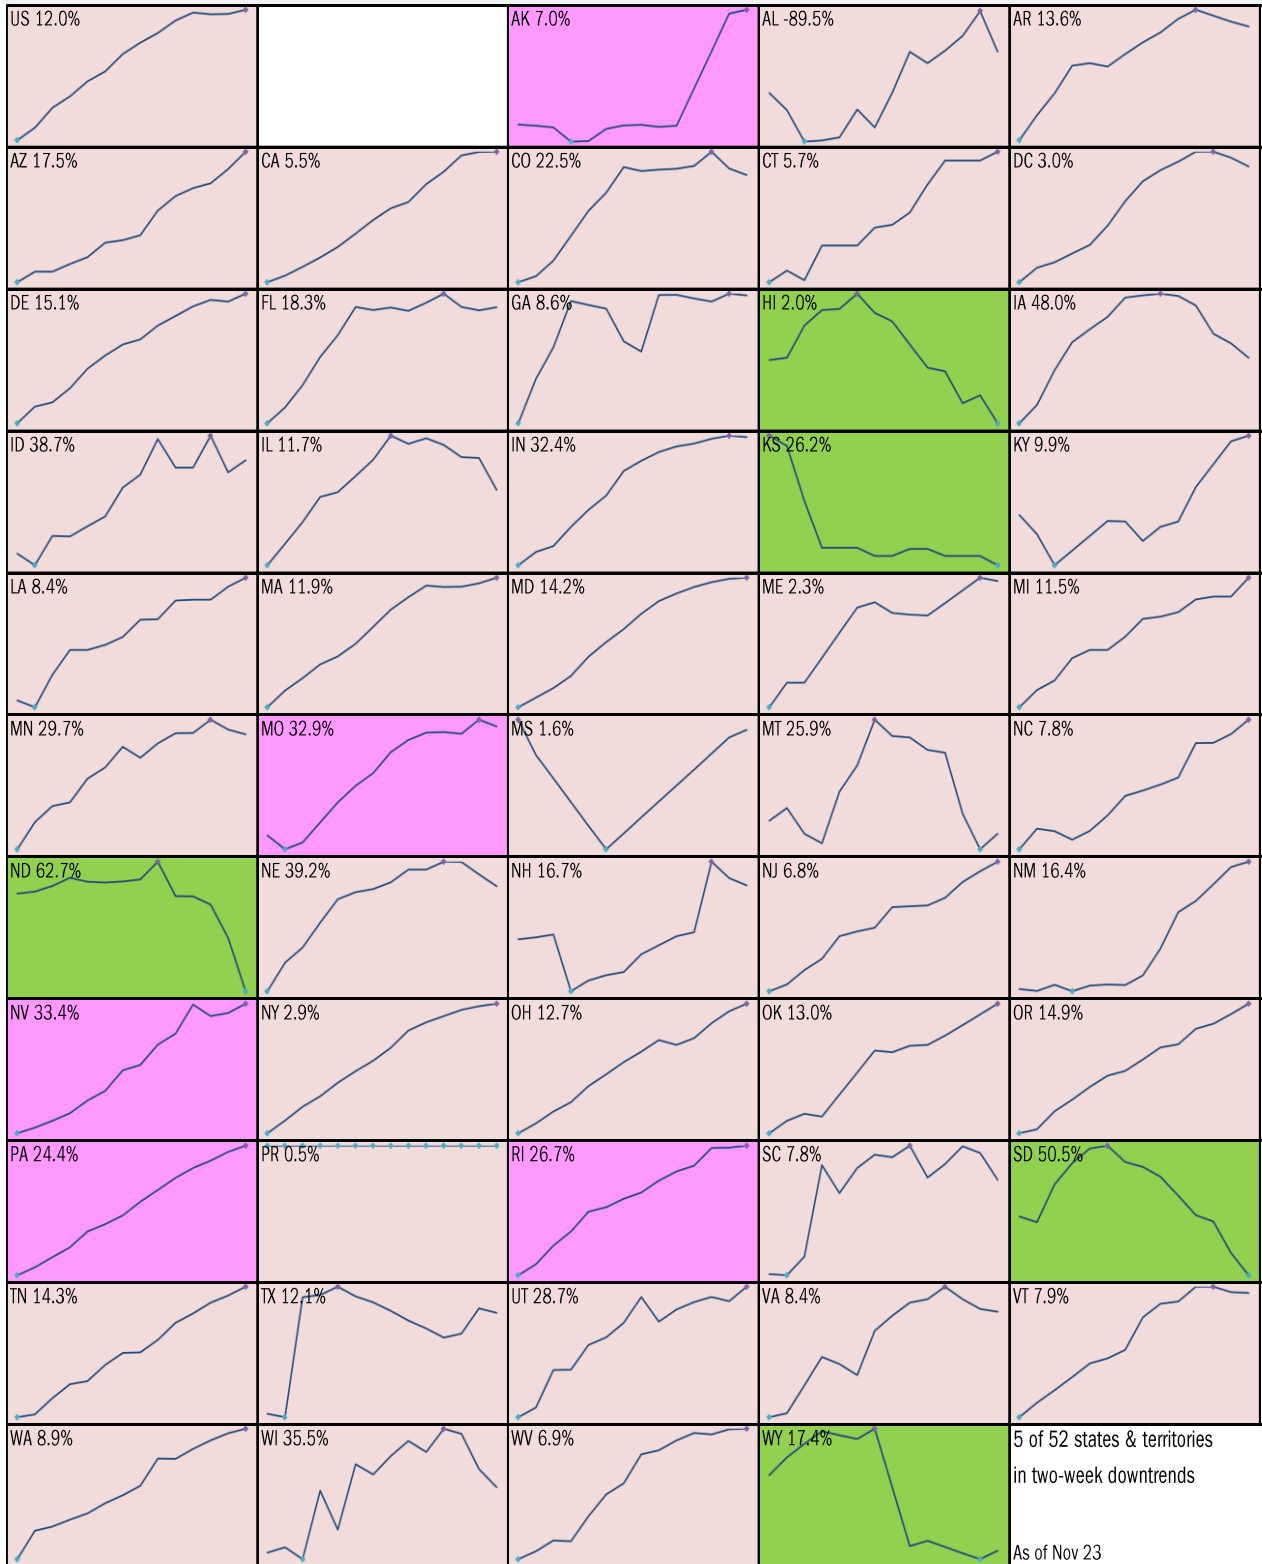 US 12.0%
AK 7.0%
AL -89.5%
AR 13.6%
AZ 17.5%
CA 5.5%
CO 22.5%
CT 5.7%
DC 3.0%
DE 15.1%
FL 18.3%
GA 8.6%
HI 2.0%
IA 48.0%
ID 38.7%
IL 11.7%
IN 32.4%
KS 26.2%
KY 9.9%
LA 8.4%
MA 11.9%
MD 14.2%
ME 2.3%
MI 11.5%
MN 29.7%
MO 32.9%
MS 1.6%
MT 25.9%
NC 7.8%
ND 62.7%
NE 39.2%
NH 16.7%
NJ 6.8%
NM 16.4%
NV 33.4%
NY 2.9%
OH 12.7%
OK 13.0%
OR 14.9%
PA 24.4%
PR 0.5%
RI 26.7%
SC 7.8%
SD 50.5%
TN 14.3%
TX 12.1%
UT 28.7%
VA 8.4%
VT 7.9%
WA 8.9%
WI 35.5%
WV 6.9%
WY 17.4%
5 of 52 states & territories
in two-week downtrends
As of Nov 23